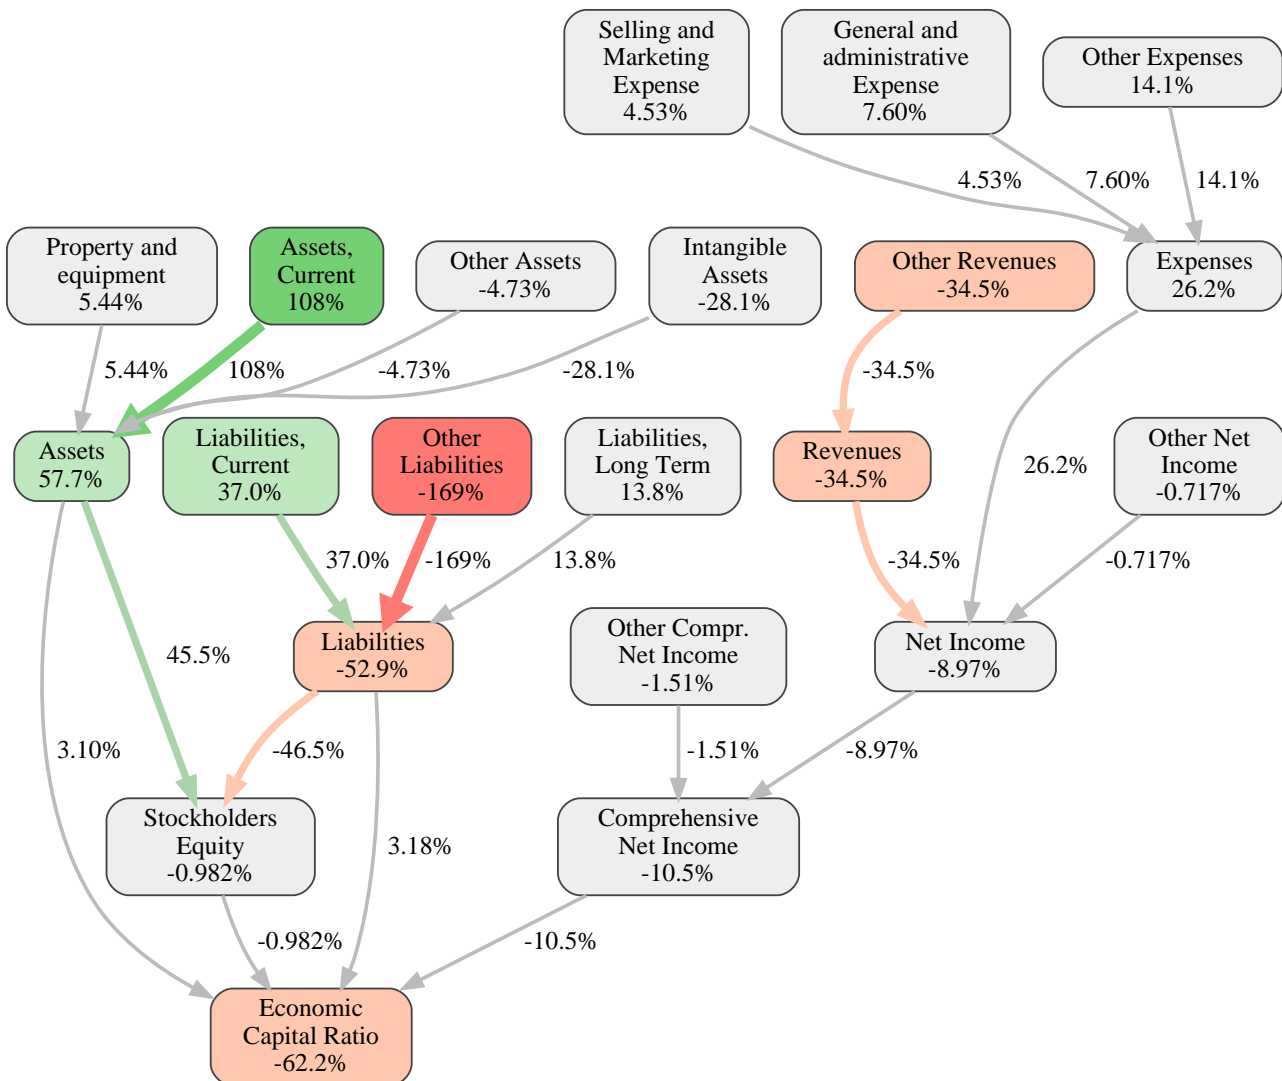 Selling and
Marketing
Expense
4.53%
General and
administrative
Expense
7.60%
Other Expenses
14.1%
4.53%
7.60%
14.1%
Property and
equipment
5.44%
Assets,
Current
108%
Other Assets
-4.73%
Intangible
Assets
-28.1%
Other Revenues
-34.5%
Expenses
26.2%
5.44%
108%
-4.73%
-28.1%
-34.5%
Assets
57.7%
Liabilities,
Current
37.0%
Other
Liabilities
-169%
Liabilities,
Long Term
13.8%
Revenues
-34.5%
26.2%
Other Net
Income
-0.717%
37.0%
-169%
13.8%
-34.5%
-0.717%
45.5%
Liabilities
-52.9%
Other Compr.
Net Income
-1.51%
Net Income
-8.97%
3.10%
-46.5%
-1.51%
-8.97%
Stockholders
Equity
-0.982%
3.18%
Comprehensive
Net Income
-10.5%
-0.982%
-10.5%
Economic
Capital Ratio
-62.2%